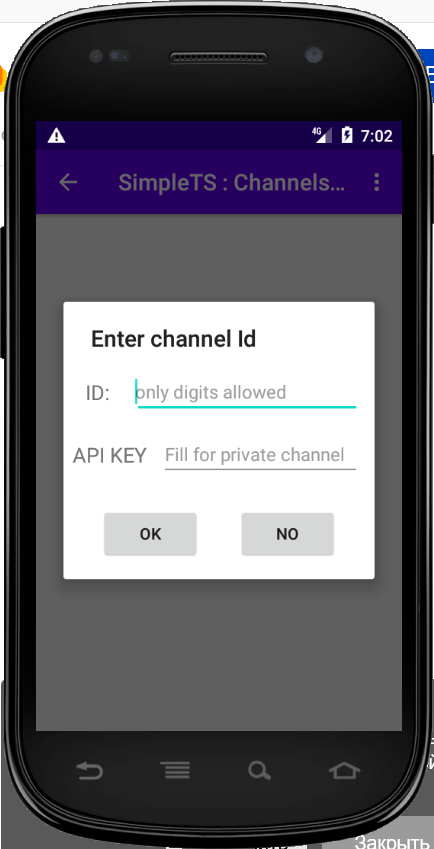 4G 7:02
SimpleTS : Channels...
Enter channel Id
ID: only digits allowed
API KEY Fill for private channel
OK NO
Закрыть